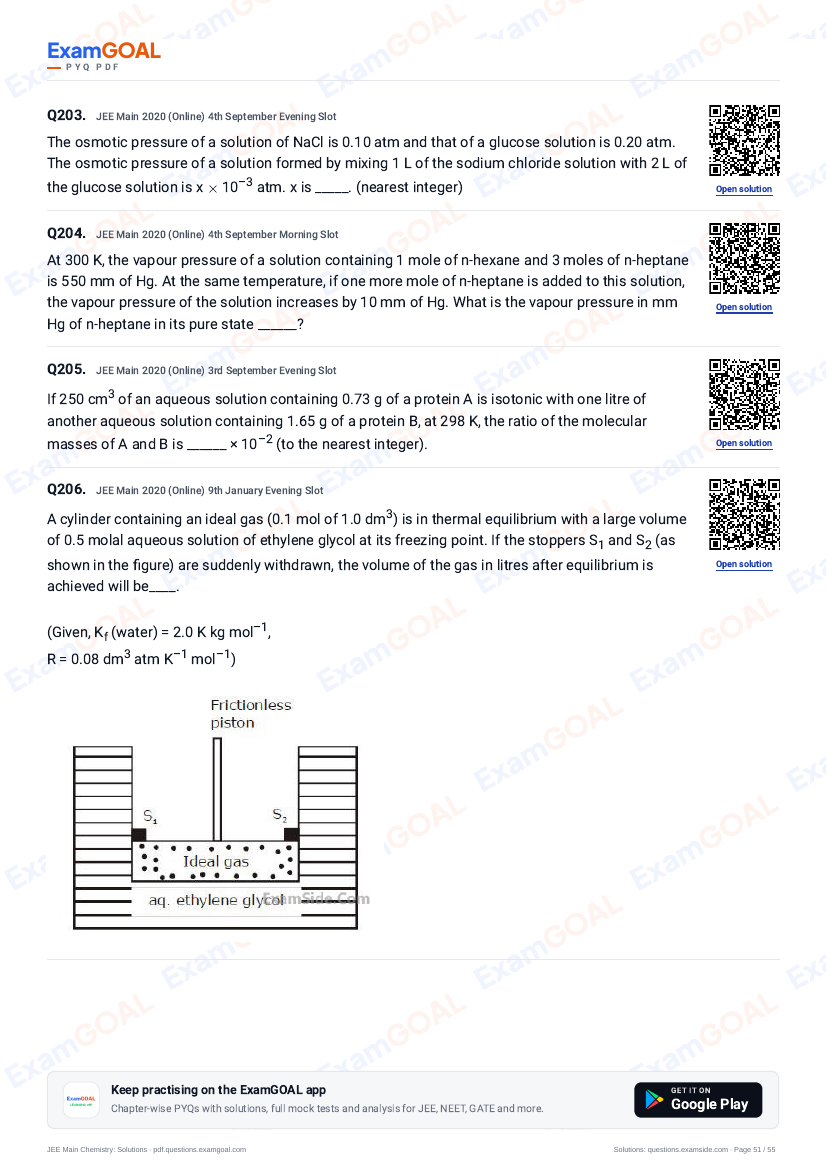 ExamGOAL
PYQ PDF
Q203. JEE Main 2020 (Online) 4th September Evening Slot
The osmotic pressure of a solution of NaCl is 0.10 atm and that of a glucose solution is 0.20 atm.
The osmotic pressure of a solution formed by mixing 1 L of the sodium chloride solution with 2 L of
the glucose solution is x × 10⁻³ atm. x is _____. (nearest integer)
Open solution
Q204. JEE Main 2020 (Online) 4th September Morning Slot
At 300 K, the vapour pressure of a solution containing 1 mole of n-hexane and 3 moles of n-heptane
is 550 mm of Hg. At the same temperature, if one more mole of n-heptane is added to this solution,
the vapour pressure of the solution increases by 10 mm of Hg. What is the vapour pressure in mm
Hg of n-heptane in its pure state ______?
Open solution
Q205. JEE Main 2020 (Online) 3rd September Evening Slot
If 250 cm³ of an aqueous solution containing 0.73 g of a protein A is isotonic with one litre of
another aqueous solution containing 1.65 g of a protein B, at 298 K, the ratio of the molecular
masses of A and B is ______ × 10⁻² (to the nearest integer).
Open solution
Q206. JEE Main 2020 (Online) 9th January Evening Slot
A cylinder containing an ideal gas (0.1 mol of 1.0 dm³) is in thermal equilibrium with a large volume
of 0.5 molal aqueous solution of ethylene glycol at its freezing point. If the stoppers S₁ and S₂ (as
shown in the figure) are suddenly withdrawn, the volume of the gas in litres after equilibrium is
achieved will be____.
Open solution
(Given, K_f (water) = 2.0 K kg mol⁻¹,
R = 0.08 dm³ atm K⁻¹ mol⁻¹)
Frictionless
piston
S₁ S₂
Ideal gas
aq. ethylene glycol
ExamSide.Com
Keep practising on the ExamGOAL app
Chapter-wise PYQs with solutions, full mock tests and analysis for JEE, NEET, GATE and more.
GET IT ON
Google Play
JEE Main Chemistry: Solutions · pdf.questions.examgoal.com
Solutions: questions.examside.com · Page 51 / 55